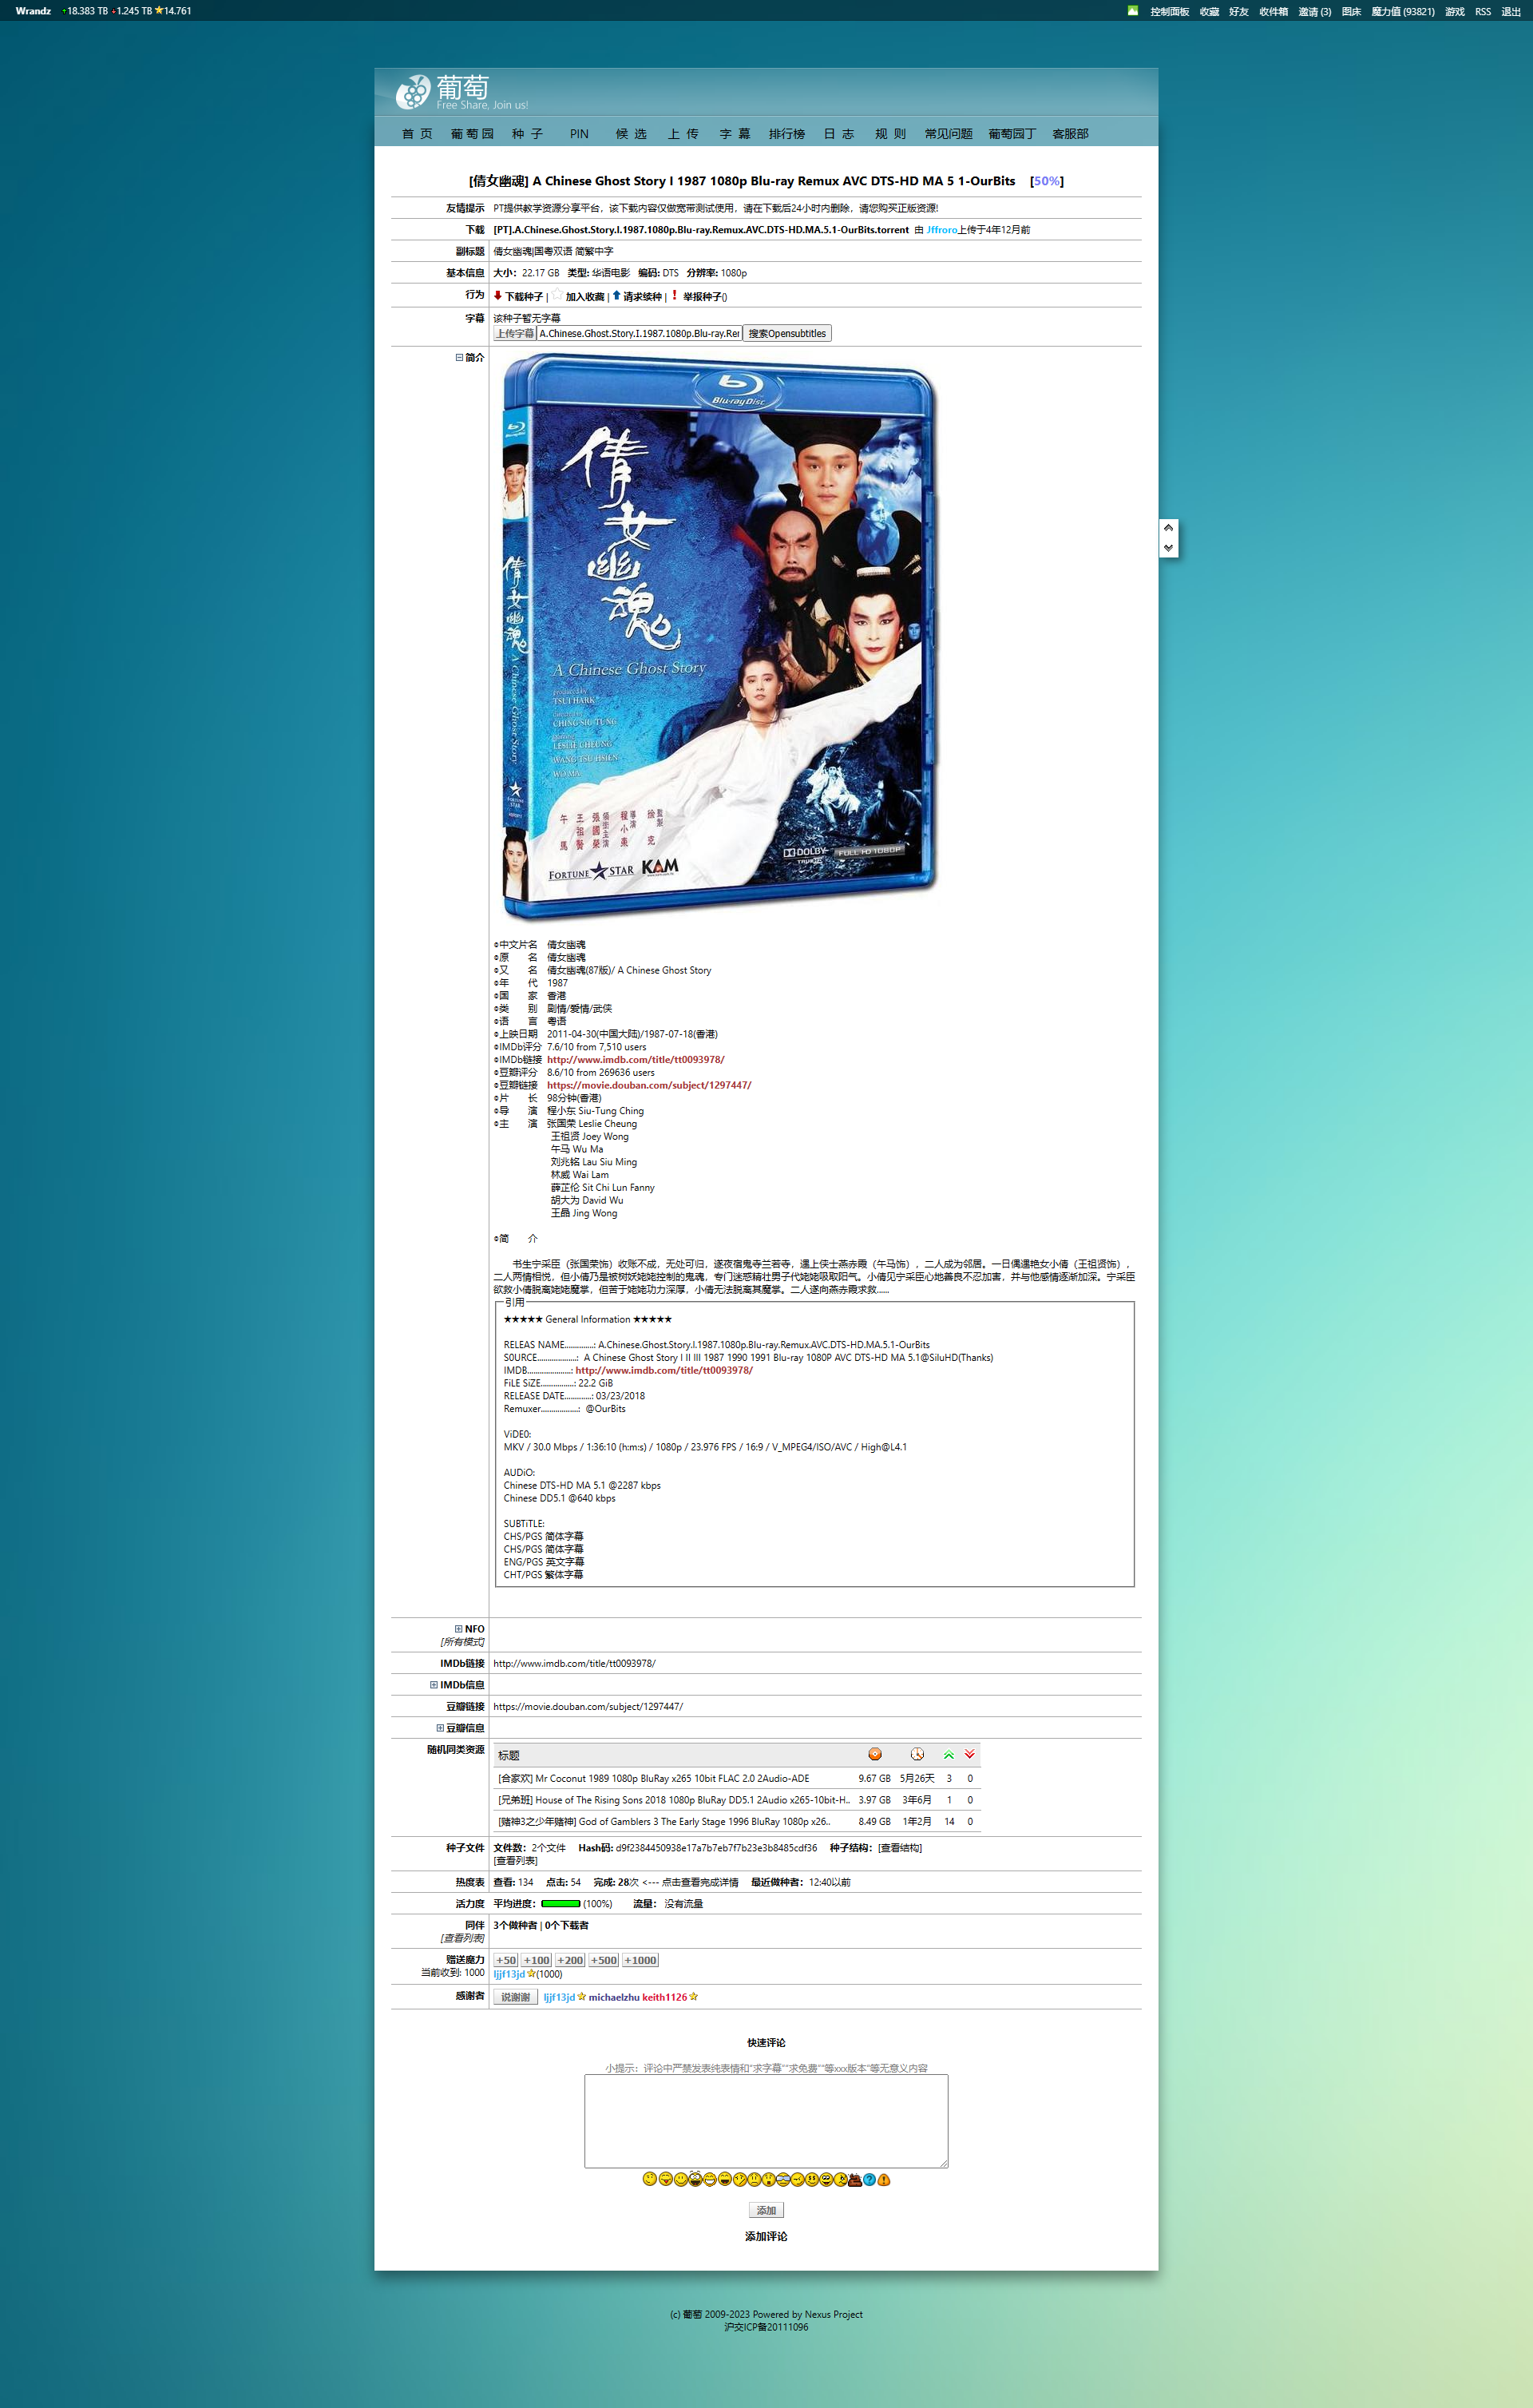 Wrandz 18.383 TB 1.245 TB 14.761
控制面板 收藏 好友 收件箱 邀请 (3) 图床 魔力值 (93821) 游戏 RSS 退出
葡萄
Free Share, Join us!
首 页 葡 萄 园 种 子 PIN 候 选 上 传 字 幕 排行榜 日 志 规 则 常见问题 葡萄园丁 客服部
[倩女幽魂] A Chinese Ghost Story I 1987 1080p Blu-ray Remux AVC DTS-HD MA 5 1-OurBits [50%]
友情提示 PT提供教学资源分享平台，该下载内容仅做宽带测试使用，请在下载后24小时内删除，请您购买正版资源!
下载 [PT].A.Chinese.Ghost.Story.I.1987.1080p.Blu-ray.Remux.AVC.DTS-HD.MA.5.1-OurBits.torrent 由 Jffroro上传于4年12月前
副标题 倩女幽魂|国粤双语 简繁中字
基本信息 大小：22.17 GB 类型: 华语电影 编码: DTS 分辨率: 1080p
行为 下载种子 | 加入收藏 | 请求续种 | 举报种子()
字幕 该种子暂无字幕
上传字幕 A.Chinese.Ghost.Story.I.1987.1080p.Blu-ray.Rer 搜索Opensubtitles
简介
Blu-ray Disc
倩女幽魂
A Chinese Ghost Story
倩女幽魂
A Chinese Ghost Story
produced by
TSUI HARK
CHING SIU TUNG
LESLIE CHEUNG
WANG TSU HSIEN
WO MA
監製 徐克
導演 程小東
領銜主演 張國榮
王祖賢
午馬
FORTUNE STAR KAM
FORTUNE STAR
DOLBY TRUEHD FULL HD 1080P
中文片名 倩女幽魂
原 名 倩女幽魂
又 名 倩女幽魂(87版)/ A Chinese Ghost Story
年 代 1987
国 家 香港
类 别 剧情/爱情/武侠
语 言 粤语
上映日期 2011-04-30(中国大陆)/1987-07-18(香港)
IMDb评分 7.6/10 from 7,510 users
IMDb链接 http://www.imdb.com/title/tt0093978/
豆瓣评分 8.6/10 from 269636 users
豆瓣链接 https://movie.douban.com/subject/1297447/
片 长 98分钟(香港)
导 演 程小东 Siu-Tung Ching
主 演 张国荣 Leslie Cheung
王祖贤 Joey Wong
午马 Wu Ma
刘兆铭 Lau Siu Ming
林威 Wai Lam
薛芷伦 Sit Chi Lun Fanny
胡大为 David Wu
王晶 Jing Wong
简 介
书生宁采臣（张国荣饰）收账不成，无处可归，遂夜宿鬼寺兰若寺，遇上侠士燕赤霞（午马饰），二人成为邻居。一日偶遇艳女小倩（王祖贤饰），
二人两情相悦，但小倩乃是被树妖姥姥控制的鬼魂，专门迷惑精壮男子代姥姥吸取阳气。小倩见宁采臣心地善良不忍加害，并与他感情逐渐加深。宁采臣
欲救小倩脱离姥姥魔掌，但苦于姥姥功力深厚，小倩无法脱离其魔掌。二人遂向燕赤霞求救……
引用
★★★★★ General Information ★★★★★
RELEAS NAME..............: A.Chinese.Ghost.Story.I.1987.1080p.Blu-ray.Remux.AVC.DTS-HD.MA.5.1-OurBits
S0URCE...................: A Chinese Ghost Story I II III 1987 1990 1991 Blu-ray 1080P AVC DTS-HD MA 5.1@SiluHD(Thanks)
IMDB.....................: http://www.imdb.com/title/tt0093978/
FiLE SiZE................: 22.2 GiB
RELEASE DATE.............: 03/23/2018
Remuxer..................: @OurBits
ViDE0:
MKV / 30.0 Mbps / 1:36:10 (h:m:s) / 1080p / 23.976 FPS / 16:9 / V_MPEG4/ISO/AVC / High@L4.1
AUDiO:
Chinese DTS-HD MA 5.1 @2287 kbps
Chinese DD5.1 @640 kbps
SUBTiTLE:
CHS/PGS 简体字幕
CHS/PGS 简体字幕
ENG/PGS 英文字幕
CHT/PGS 繁体字幕
NFO
[所有模式]
IMDb链接 http://www.imdb.com/title/tt0093978/
IMDb信息
豆瓣链接 https://movie.douban.com/subject/1297447/
豆瓣信息
随机同类资源 标题
[合家欢] Mr Coconut 1989 1080p BluRay x265 10bit FLAC 2.0 2Audio-ADE 9.67 GB 5月26天 3 0
[兄弟班] House of The Rising Sons 2018 1080p BluRay DD5.1 2Audio x265-10bit-H.. 3.97 GB 3年6月 1 0
[赌神3之少年赌神] God of Gamblers 3 The Early Stage 1996 BluRay 1080p x26.. 8.49 GB 1年2月 14 0
种子文件 文件数：2个文件 Hash码: d9f2384450938e17a7b7eb7f7b23e3b8485cdf36 种子结构：[查看结构]
[查看列表]
热度表 查看: 134 点击: 54 完成: 28次 <--- 点击查看完成详情 最近做种者：12:40以前
活力度 平均进度： (100%) 流量： 没有流量
同伴 3个做种者 | 0个下载者
[查看列表]
赠送魔力 +50 +100 +200 +500 +1000
当前收到: 1000 ljjf13jd (1000)
感谢者 说谢谢 ljjf13jd michaelzhu keith1126
快速评论
小提示：评论中严禁发表纯表情和"求字幕""求免费""等xxx版本"等无意义内容
添加
添加评论
(c) 葡萄 2009-2023 Powered by Nexus Project
沪交ICP备20111096